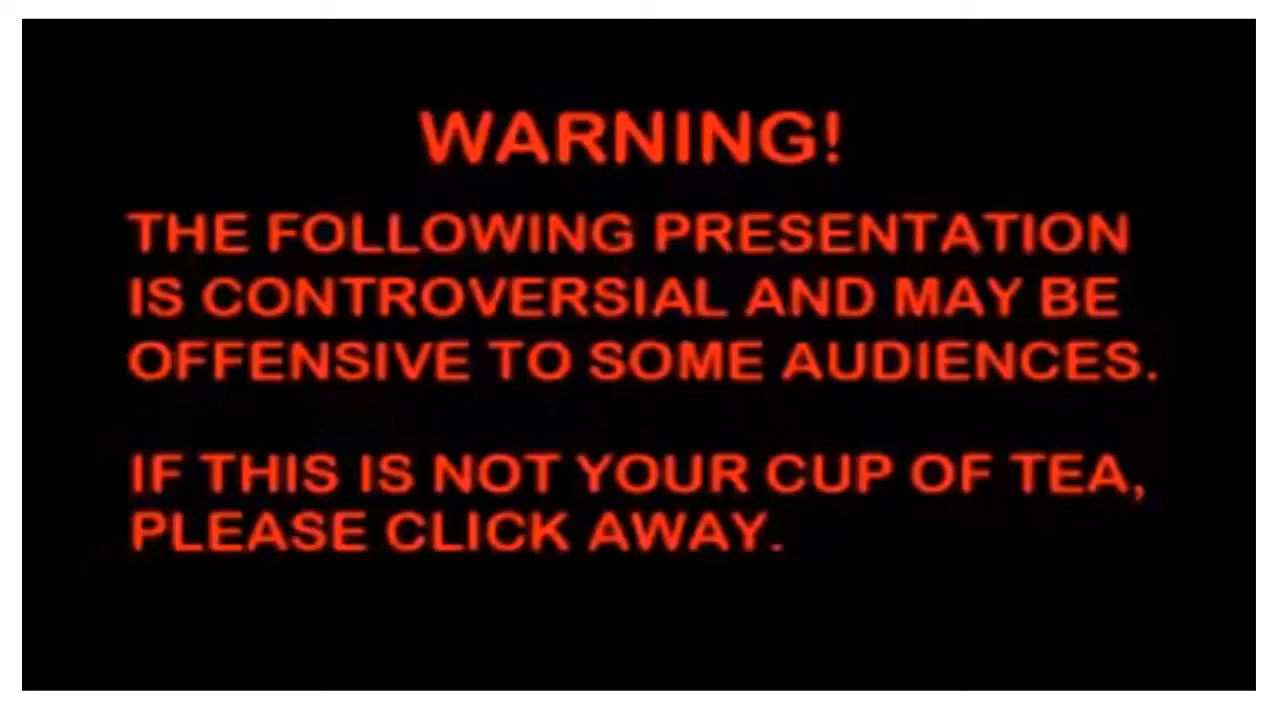 WARNING!
THE FOLLOWING PRESENTATION
IS CONTROVERSIAL AND MAY BE
OFFENSIVE TO SOME AUDIENCES.
IF THIS IS NOT YOUR CUP OF TEA,
PLEASE CLICK AWAY.